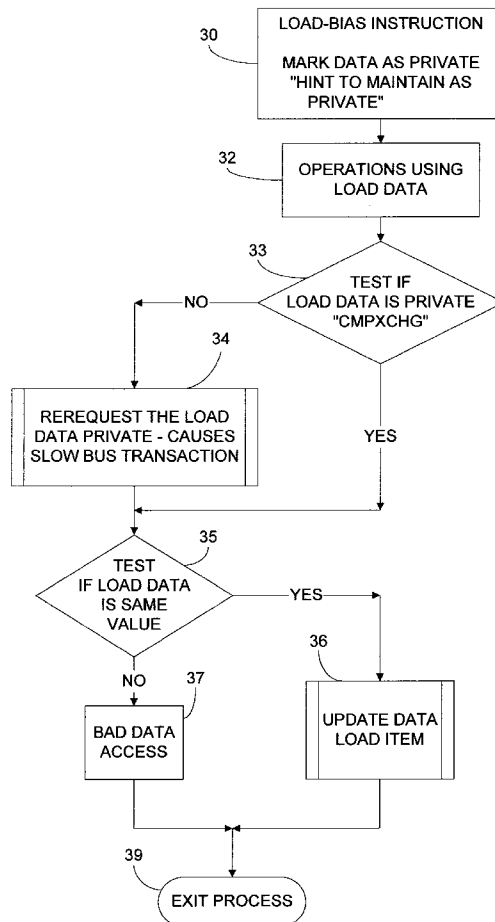 30
LOAD-BIAS INSTRUCTION
MARK DATA AS PRIVATE
"HINT TO MAINTAIN AS
PRIVATE"
32
OPERATIONS USING
LOAD DATA
33
TEST IF
LOAD DATA IS PRIVATE
"CMPXCHG"
NO
YES
34
REREQUEST THE LOAD
DATA PRIVATE - CAUSES
SLOW BUS TRANSACTION
35
TEST
IF LOAD DATA
IS SAME
VALUE
YES
NO
36
UPDATE DATA
LOAD ITEM
37
BAD DATA
ACCESS
39
EXIT PROCESS